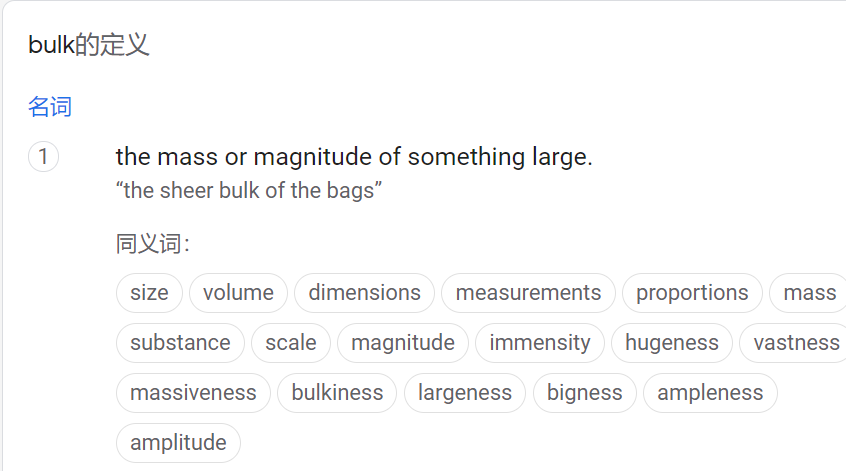 bulk的定义
名词
1 the mass or magnitude of something large.
“the sheer bulk of the bags”
同义词：
size volume dimensions measurements proportions mass
substance scale magnitude immensity hugeness vastness
massiveness bulkiness largeness bigness ampleness
amplitude